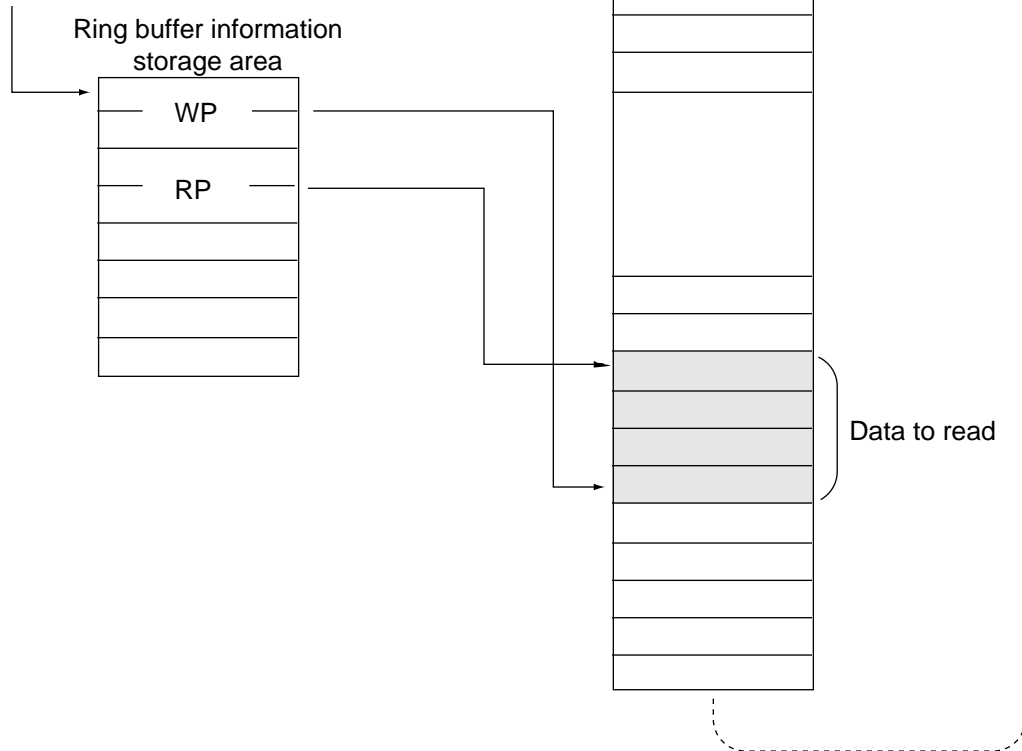 Ring buffer information
storage area
WP
RP
Data to read